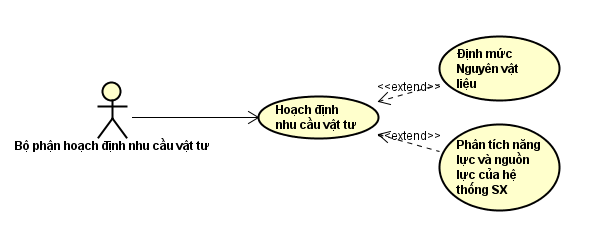 Bộ phận hoạch định nhu cầu vật tư
Hoạch định
nhu cầu vật tư
<<extend>>
Định mức
Nguyên vật
liệu
<<extend>>
Phân tích năng
lực và nguồn
lực của hệ
thống SX